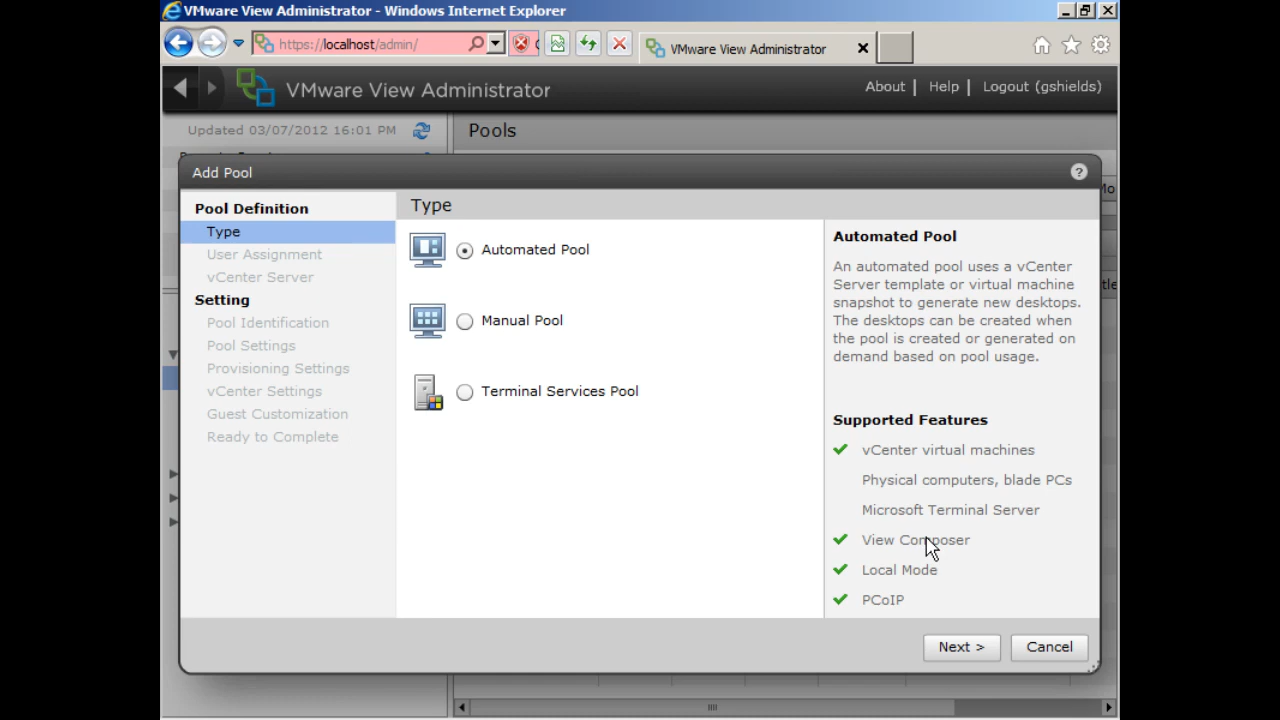 VMware View Administrator - Windows Internet Explorer
https://localhost/admin/
VMware View Administrator
VMware View Administrator
About | Help | Logout (gshields)
Updated 03/07/2012 16:01 PM
Pools
Add Pool
Pool Definition
Type
User Assignment
vCenter Server
Setting
Pool Identification
Pool Settings
Provisioning Settings
vCenter Settings
Guest Customization
Ready to Complete
Type
Automated Pool
Manual Pool
Terminal Services Pool
Automated Pool
An automated pool uses a vCenter
Server template or virtual machine
snapshot to generate new desktops.
The desktops can be created when
the pool is created or generated on
demand based on pool usage.
Supported Features
vCenter virtual machines
Physical computers, blade PCs
Microsoft Terminal Server
View Composer
Local Mode
PCoIP
Next >
Cancel